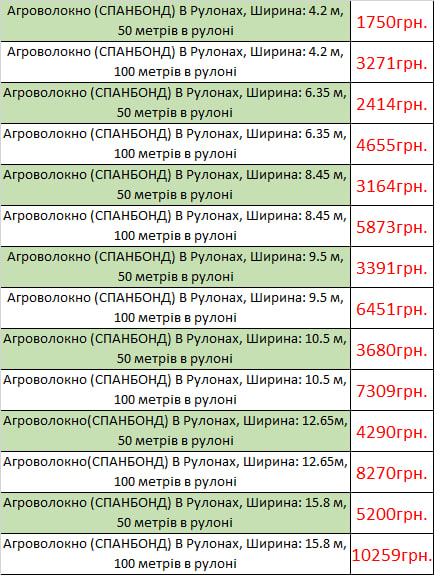 Агроволокно (СПАНБОНД) В Рулонах, Ширина: 4.2 м,
50 метрів в рулоні
1750грн.
Агроволокно (СПАНБОНД) В Рулонах, Ширина: 4.2 м,
100 метрів в рулоні
3271грн.
Агроволокно (СПАНБОНД) В Рулонах, Ширина: 6.35 м,
50 метрів в рулоні
2414грн.
Агроволокно (СПАНБОНД) В Рулонах, Ширина: 6.35 м,
100 метрів в рулоні
4655грн.
Агроволокно (СПАНБОНД) В Рулонах, Ширина: 8.45 м,
50 метрів в рулоні
3164грн.
Агроволокно (СПАНБОНД) В Рулонах, Ширина: 8.45 м,
100 метрів в рулоні
5873грн.
Агроволокно (СПАНБОНД) В Рулонах, Ширина: 9.5 м,
50 метрів в рулоні
3391грн.
Агроволокно (СПАНБОНД) В Рулонах, Ширина: 9.5 м,
100 метрів в рулоні
6451грн.
Агроволокно (СПАНБОНД) В Рулонах, Ширина: 10.5 м,
50 метрів в рулоні
3680грн.
Агроволокно (СПАНБОНД) В Рулонах, Ширина: 10.5 м,
100 метрів в рулоні
7309грн.
Агроволокно(СПАНБОНД) В Рулонах, Ширина: 12.65м,
50 метрів в рулоні
4290грн.
Агроволокно(СПАНБОНД) В Рулонах, Ширина: 12.65м,
100 метрів в рулоні
8270грн.
Агроволокно (СПАНБОНД) В Рулонах, Ширина: 15.8 м,
50 метрів в рулоні
5200грн.
Агроволокно (СПАНБОНД) В Рулонах, Ширина: 15.8 м,
100 метрів в рулоні
10259грн.